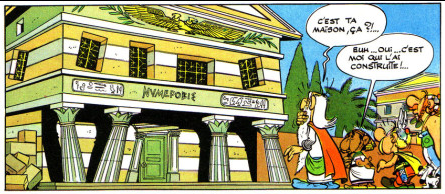 C'EST TA
MAISON, ÇA ?!...
EUH...OUI...C'EST
MOI QUI L'AI
CONSTRUITE !...
NUMEROBIS